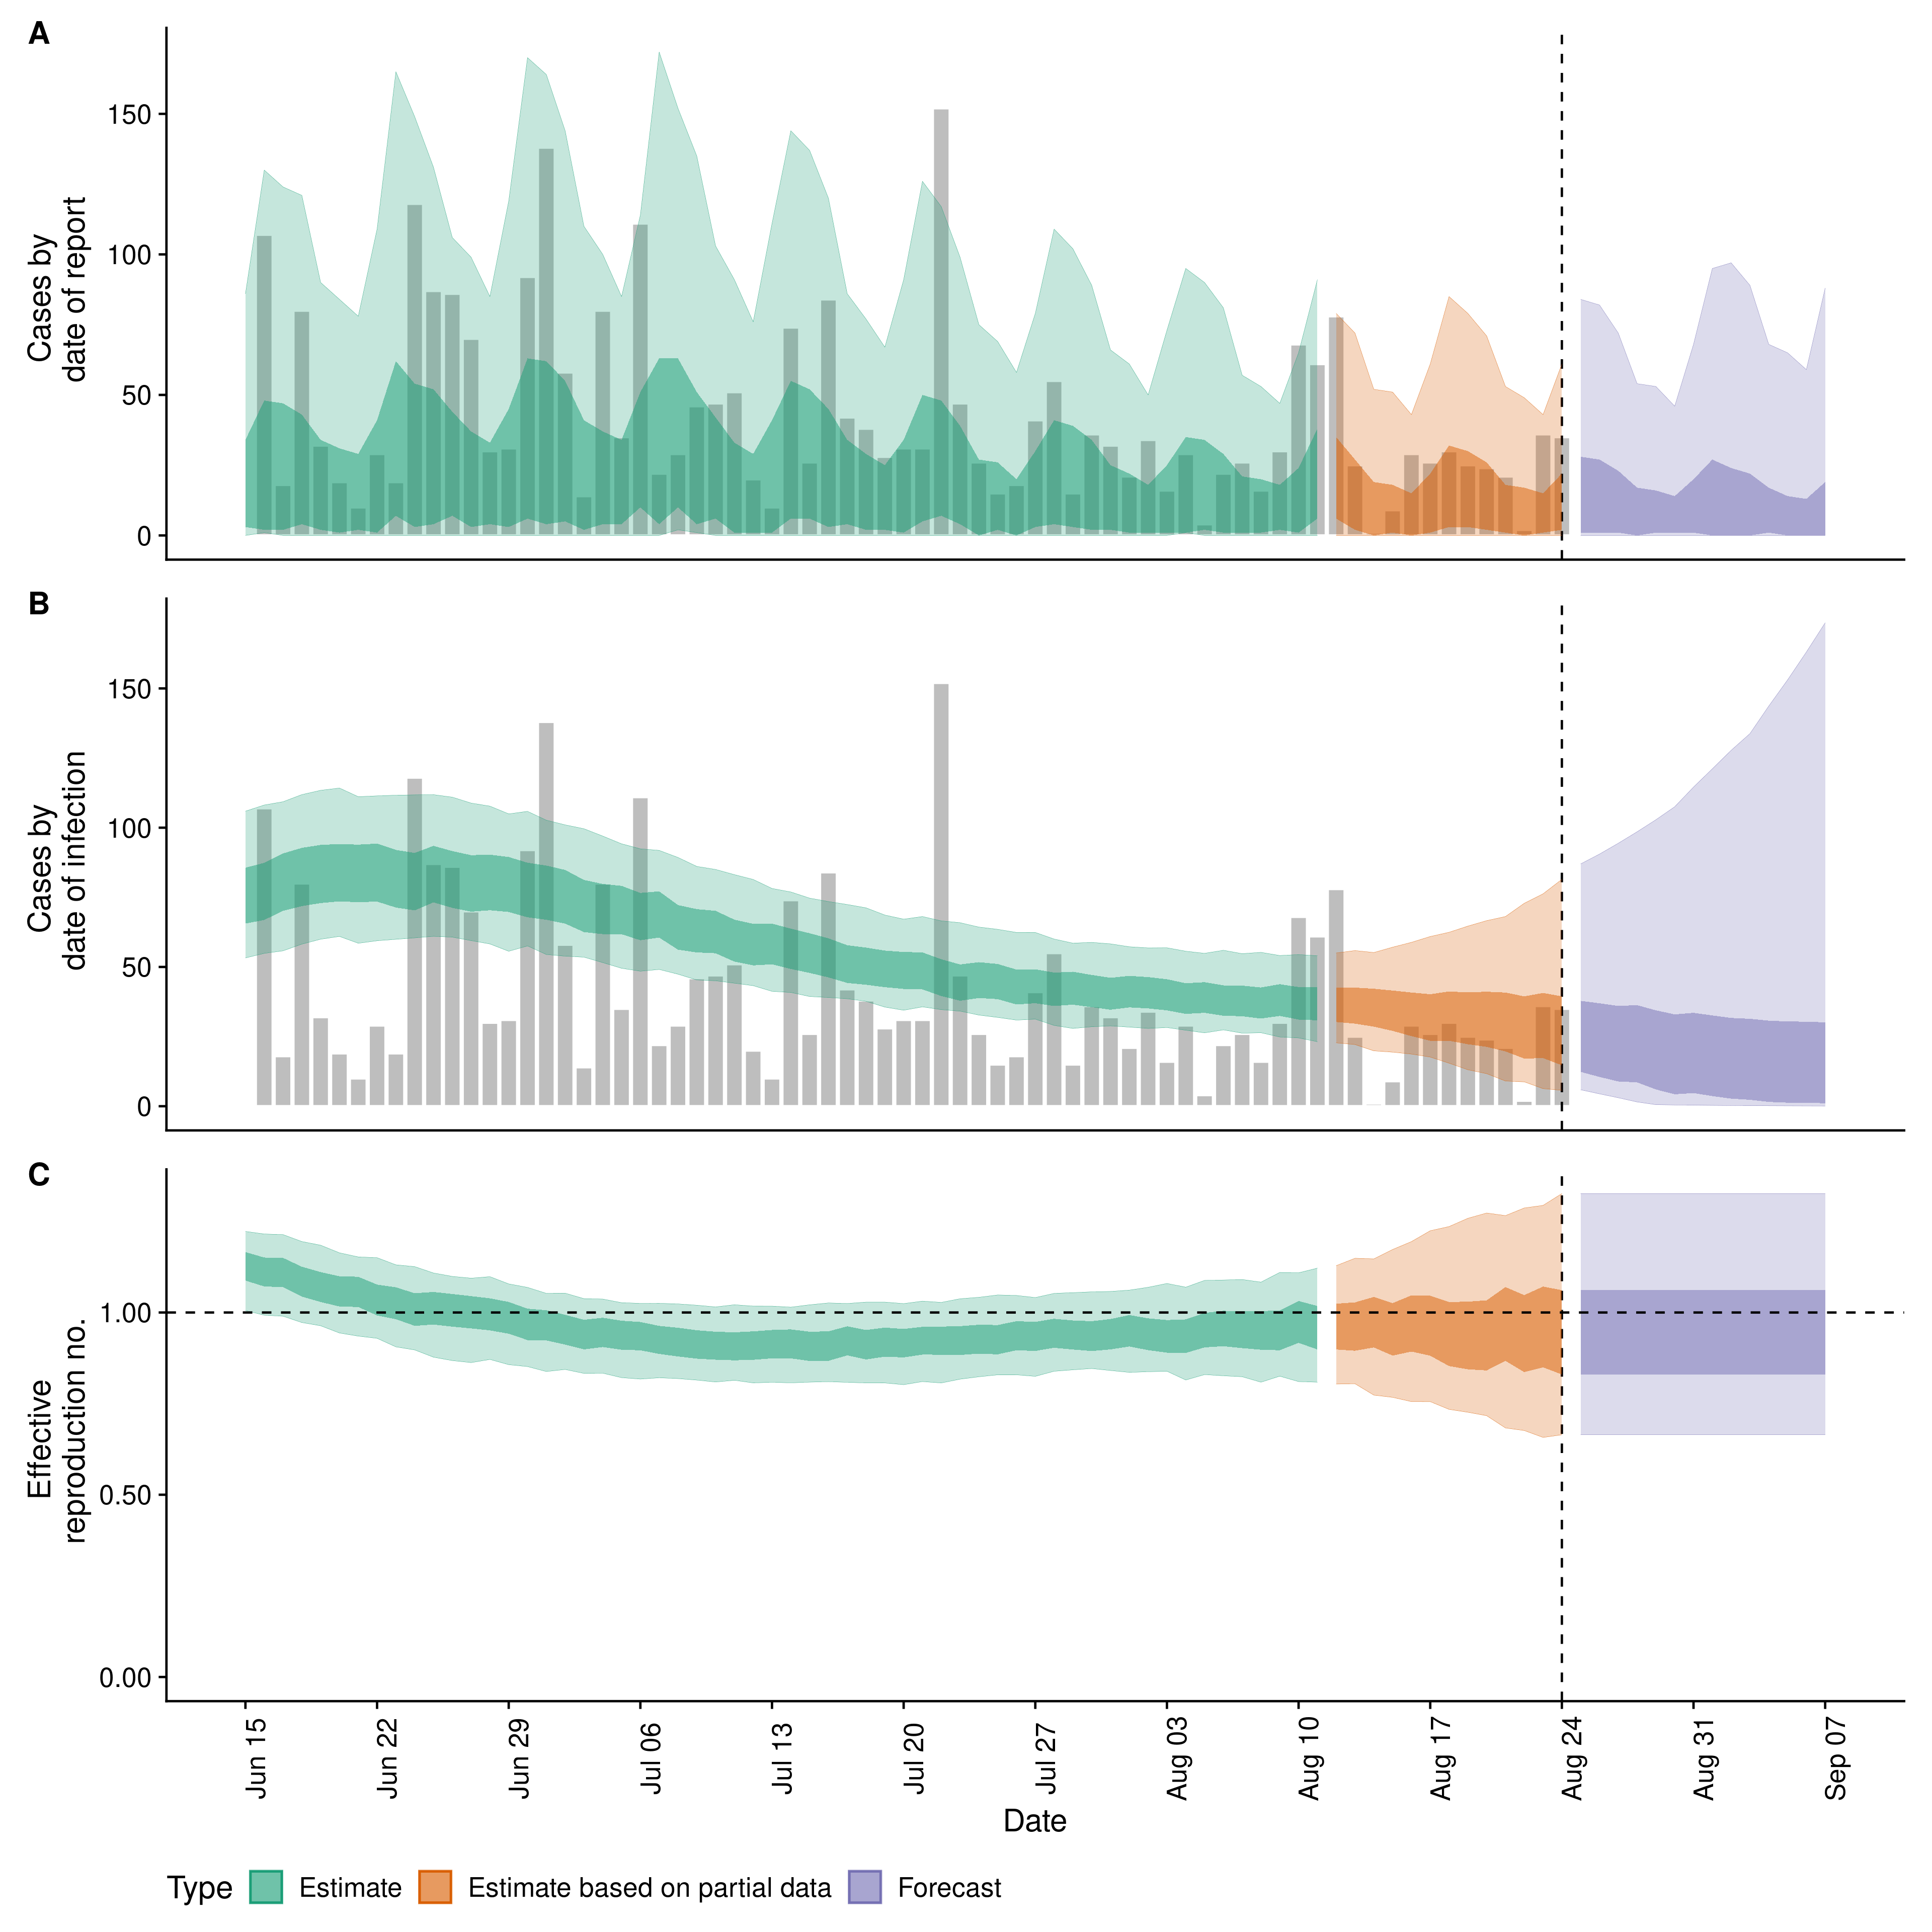 A
Cases by
date of report
150
100
50
0
B
Cases by
date of infection
150
100
50
0
C
Effective
reproduction no.
1.00
0.50
0.00
Jun 15
Jun 22
Jun 29
Jul 06
Jul 13
Jul 20
Jul 27
Aug 03
Aug 10
Aug 17
Aug 24
Aug 31
Sep 07
Date
Type Estimate Estimate based on partial data Forecast